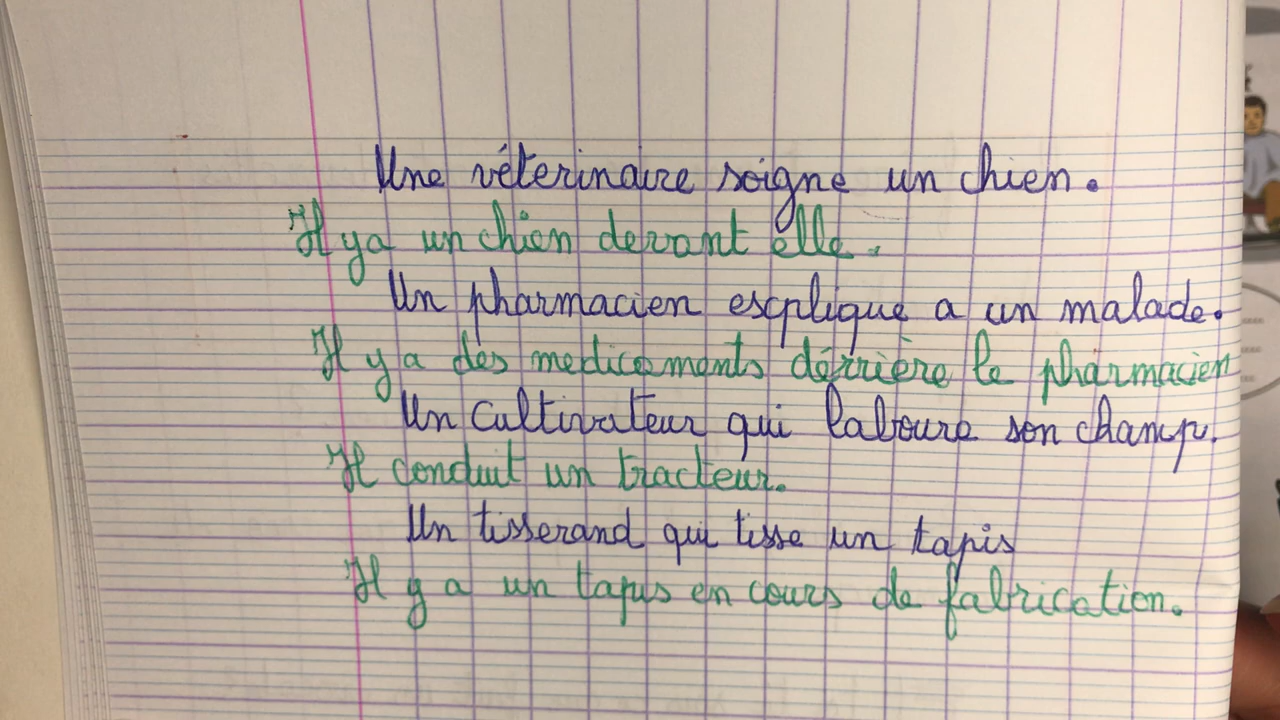 Une véterinaire soigne un chien.
Il y a un chien devant elle.
Un pharmacien esplique a un malade.
Il y a des medicaments dérrière le pharmacien
Un cultivateur qui laboure son champ.
Il conduit un tracteur.
Un tisserand qui tisse un tapis
Il y a un tapis en cours de fabrication.